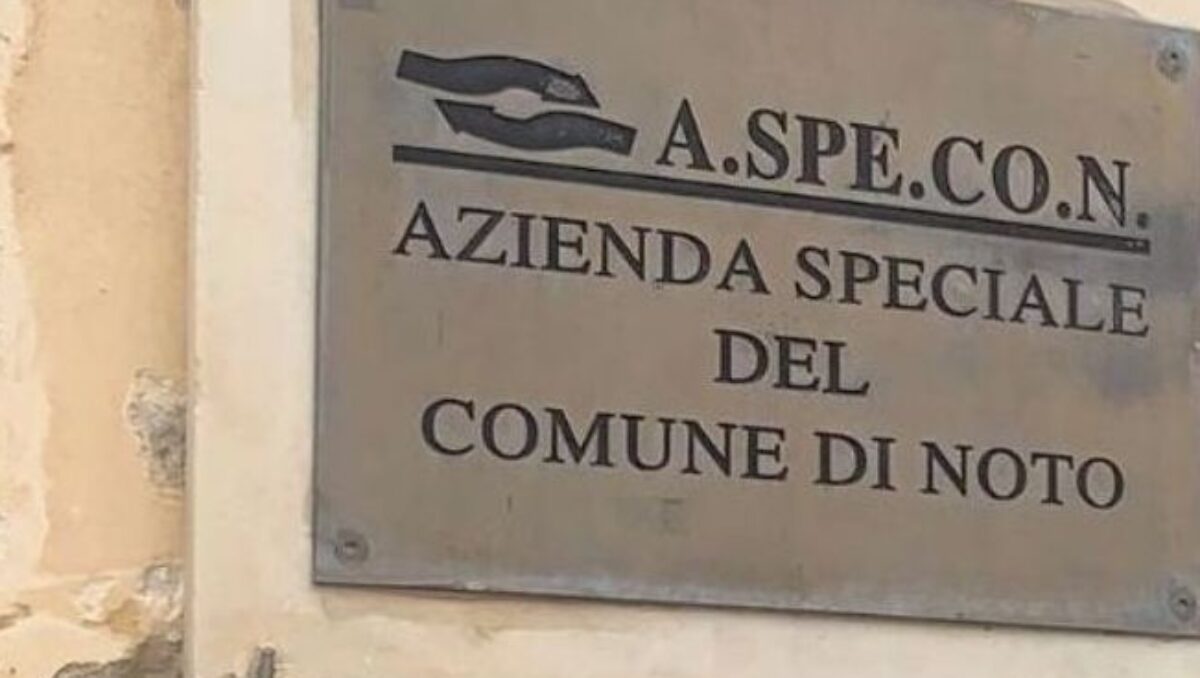 A.SPE.CO.N.
AZIENDA SPECIALE
DEL
COMUNE DI NOTO